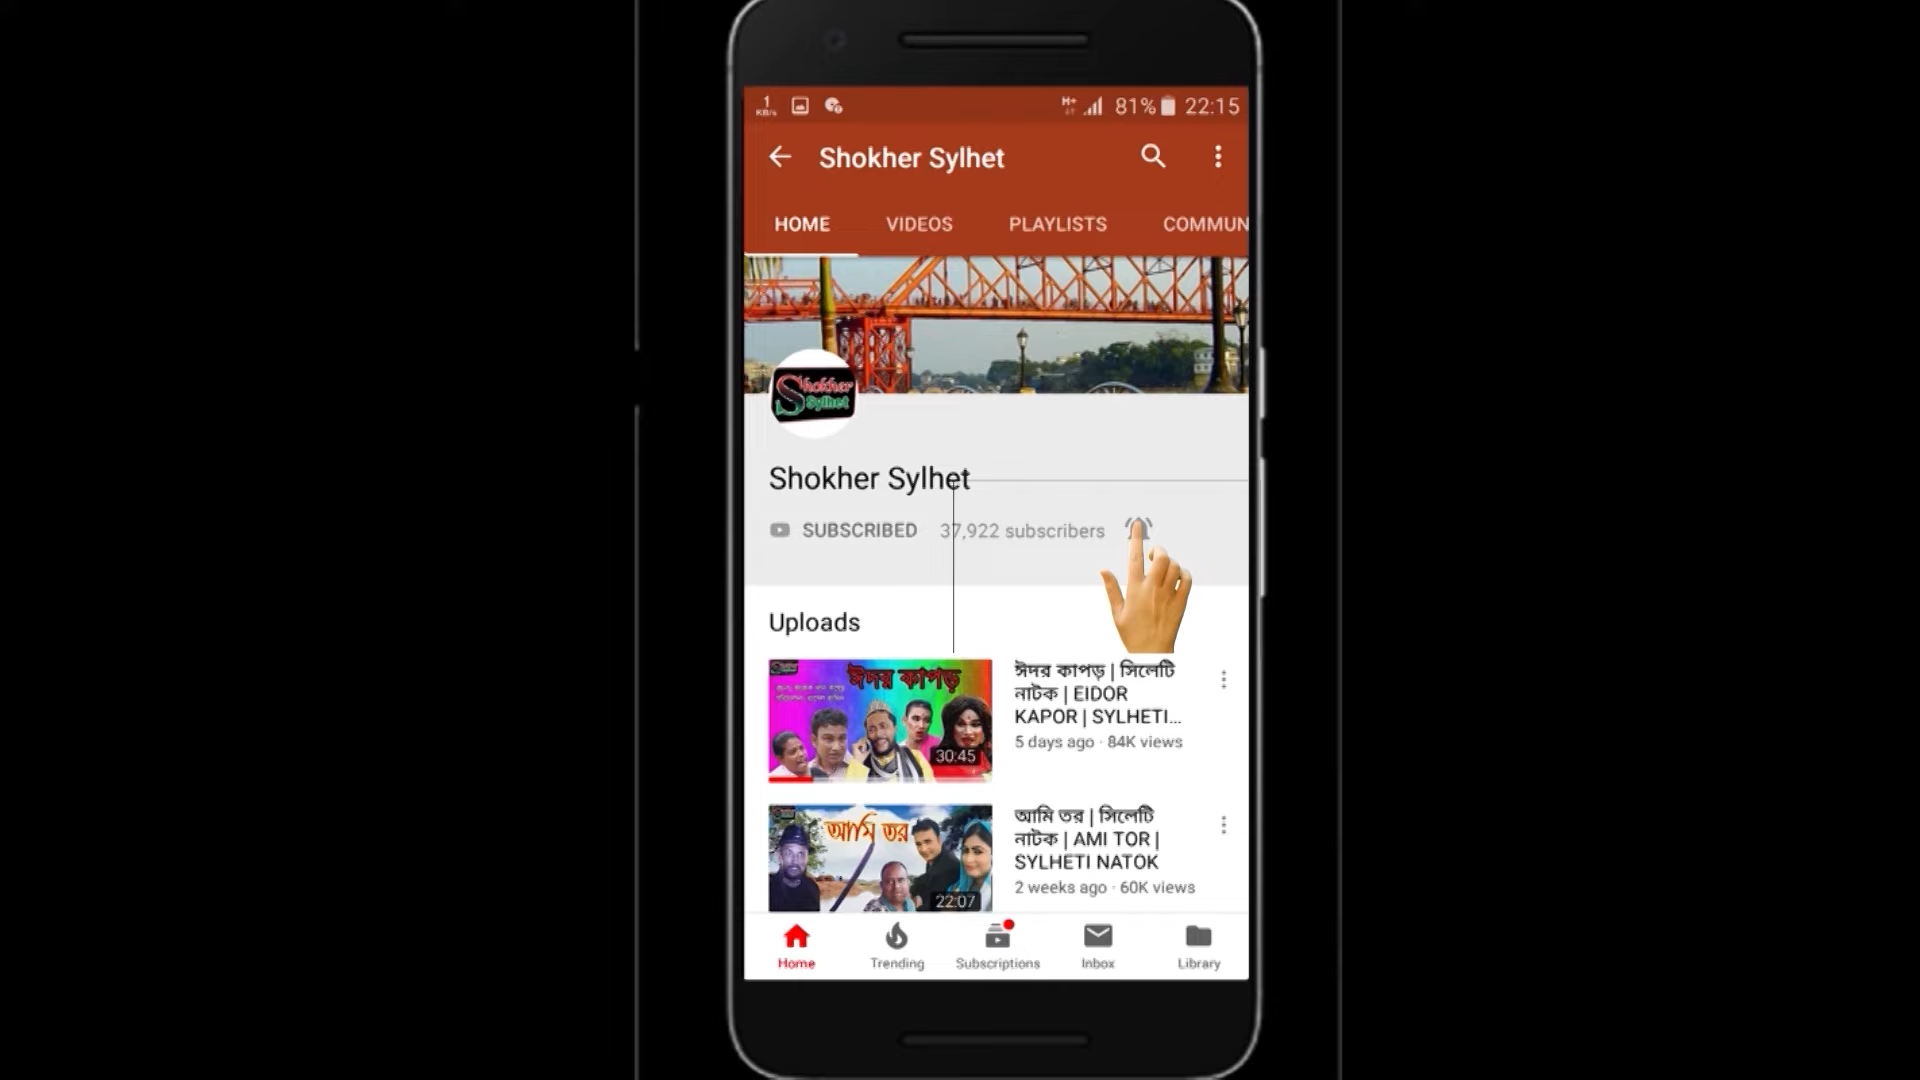 1
KB/s
H+
81%
22:15
Shokher Sylhet
HOME
VIDEOS
PLAYLISTS
COMMUN
Shokher
Sylhet
Shokher Sylhet
SUBSCRIBED
37,922 subscribers
Uploads
ঈদর কাপড়
30:45
ঈদর কাপড় | সিলেটি
নাটক | EIDOR
KAPOR | SYLHETI...
5 days ago · 84K views
আমি তর
22:07
আমি তর | সিলেটি
নাটক | AMI TOR |
SYLHETI NATOK
2 weeks ago · 60K views
Home
Trending
Subscriptions
Inbox
Library